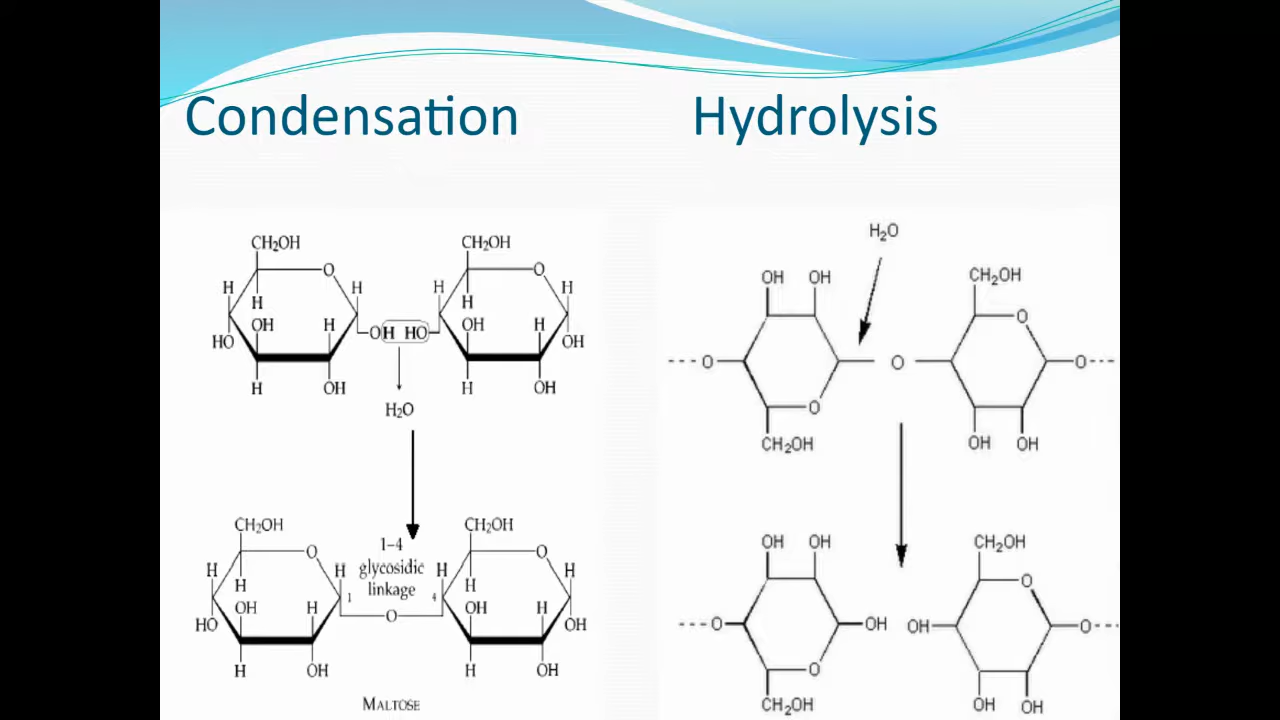 Condensation
Hydrolysis
CH₂OH CH₂OH
O O
H H H H
H H
OH H OH H
HO OH HO OH
H OH H OH
H₂O
CH₂OH CH₂OH
O O
1–4
glycosidic
linkage
H H H H
H H
1 4
OH H OH H
HO O OH
H OH H OH
MALTOSE
H₂O
OH OH CH₂OH
O
O O O
O
CH₂OH OH OH
OH OH CH₂OH
O
O OH OH O
O
CH₂OH OH OH